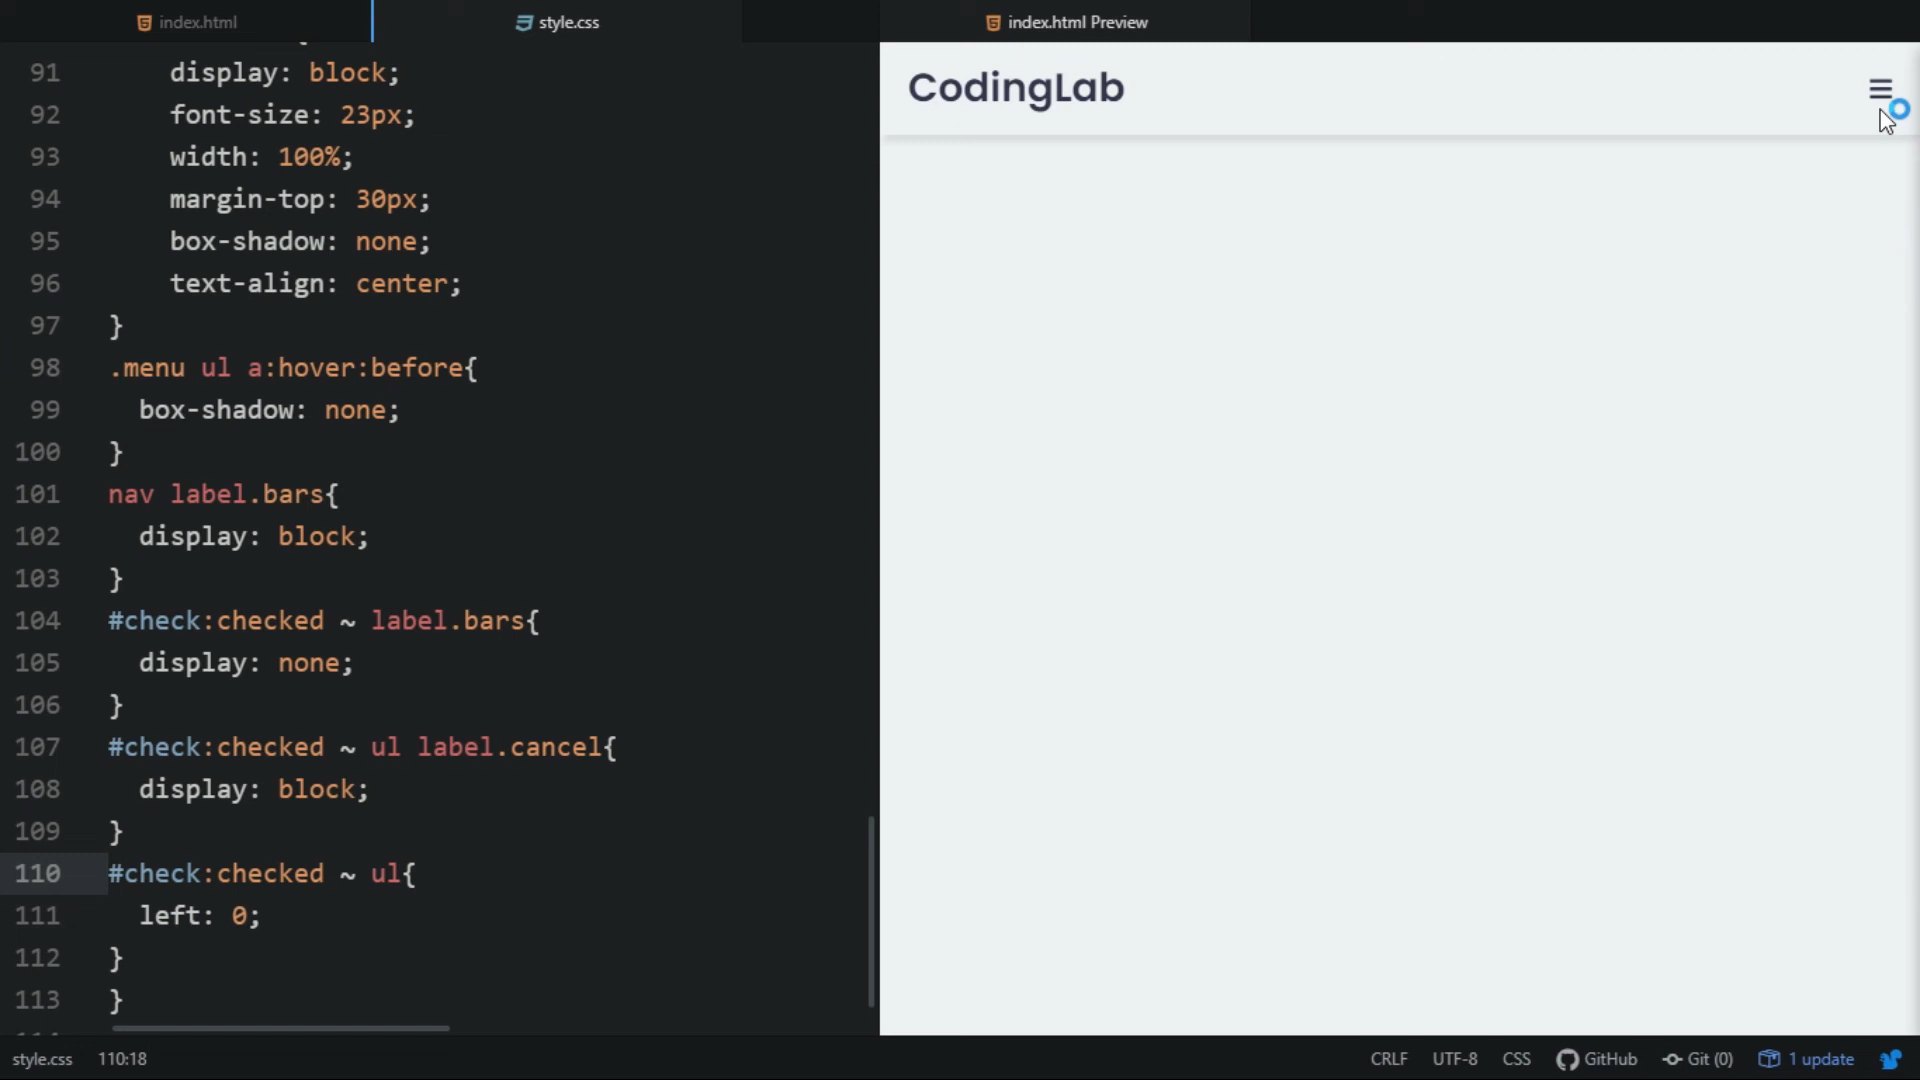 index.html
style.css
index.html Preview
91 display: block;
92 font-size: 23px;
93 width: 100%;
94 margin-top: 30px;
95 box-shadow: none;
96 text-align: center;
97 }
98 .menu ul a:hover:before{
99 box-shadow: none;
100 }
101 nav label.bars{
102 display: block;
103 }
104 #check:checked ~ label.bars{
105 display: none;
106 }
107 #check:checked ~ ul label.cancel{
108 display: block;
109 }
110 #check:checked ~ ul{
111 left: 0;
112 }
113 }
CodingLab
style.css 110:18
CRLF UTF-8 CSS GitHub Git (0) 1 update